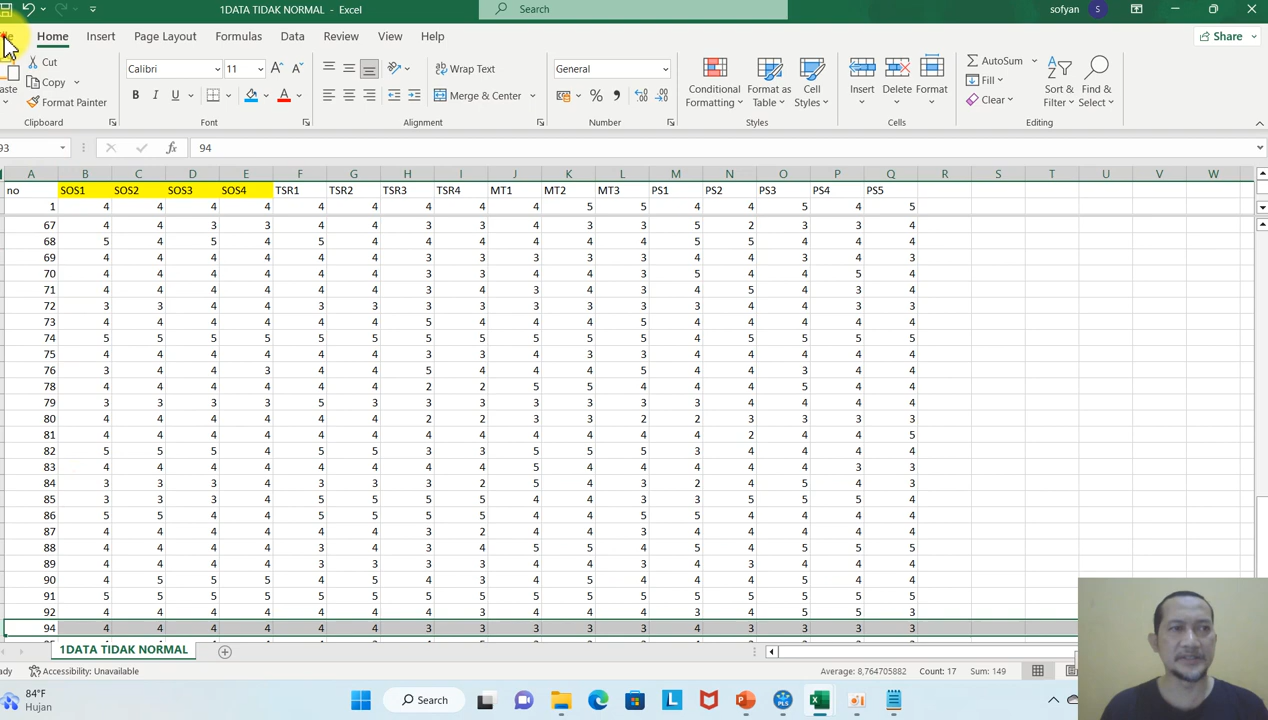 1DATA TIDAK NORMAL - Excel
Search
sofyan
S
Home Insert Page Layout Formulas Data Review View Help
Share
Cut
Copy
Format Painter
Clipboard
Calibri 11
B I U
Font
Wrap Text
Merge & Center
Alignment
General
Number
Conditional Formatting
Format as Table
Cell Styles
Styles
Insert Delete Format
Cells
AutoSum
Fill
Clear
Sort & Filter
Find & Select
Editing
94
A B C D E F G H I J K L M N O P Q R S T U V W
no SOS1 SOS2 SOS3 SOS4 TSR1 TSR2 TSR3 TSR4 MT1 MT2 MT3 PS1 PS2 PS3 PS4 PS5
1 4 4 4 4 4 4 4 4 4 5 5 4 4 5 4 5
67 4 4 3 3 4 4 3 3 4 3 3 5 2 3 3 4
68 5 4 5 4 5 4 4 4 4 4 4 5 5 4 4 4
69 4 4 4 4 4 4 3 3 3 3 3 4 4 3 4 3
70 4 4 4 4 4 4 3 3 4 4 3 5 4 4 5 4
71 4 4 4 4 4 4 3 4 3 4 3 4 5 4 3 4
72 3 3 4 4 3 3 3 3 3 3 3 3 4 4 3 3
73 4 4 4 4 4 4 5 4 4 4 5 4 4 4 4 4
74 5 5 5 5 5 5 5 5 5 5 5 4 5 5 5 5
75 4 4 4 4 4 4 3 3 4 3 3 4 4 4 4 4
76 3 4 4 3 4 4 5 4 4 4 5 4 4 3 4 4
78 4 4 4 4 4 4 2 2 5 5 4 4 4 5 4 4
79 3 3 3 3 5 3 3 3 3 3 3 3 4 4 4 4
80 4 4 4 4 4 4 2 2 3 3 2 2 3 3 3 3
81 4 4 4 4 4 4 4 4 4 4 4 4 2 4 4 5
82 5 5 5 4 5 5 3 3 5 5 5 3 4 4 4 4
83 4 4 4 4 4 4 4 4 5 4 4 4 4 4 3 3
84 3 3 3 4 3 3 3 2 5 4 3 2 4 5 4 3
85 3 3 3 4 5 5 5 5 4 4 3 3 5 5 5 4
86 5 5 4 4 5 5 5 5 4 4 5 5 4 4 4 4
87 4 4 4 4 4 4 3 2 4 4 3 4 4 4 4 4
88 4 4 4 4 3 4 3 4 5 5 4 5 4 5 5 5
89 4 4 4 4 3 4 4 3 4 4 3 4 3 4 4 4
90 4 5 5 5 4 5 4 3 4 5 4 4 4 5 4 4
91 5 5 5 5 5 5 5 5 5 5 5 5 5 5 5 5
92 4 4 4 4 4 4 4 3 4 4 4 3 4 5 5 3
94 4 4 4 4 4 4 3 3 3 3 3 4 3 3 3 3
1DATA TIDAK NORMAL
Accessibility: Unavailable
Average: 8,764705882 Count: 17 Sum: 149
84°F
Hujan
Search